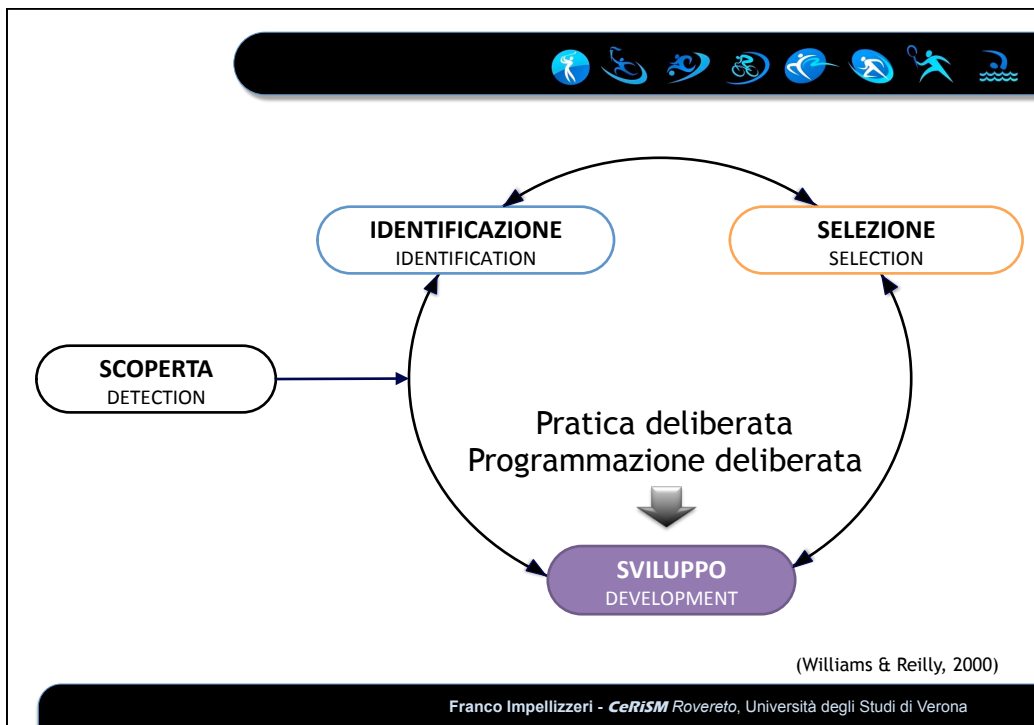 IDENTIFICAZIONE
IDENTIFICATION
SELEZIONE
SELECTION
SCOPERTA
DETECTION
Pratica deliberata
Programmazione deliberata
SVILUPPO
DEVELOPMENT
(Williams & Reilly, 2000)
Franco Impellizzeri - CeRiSM Rovereto, Università degli Studi di Verona